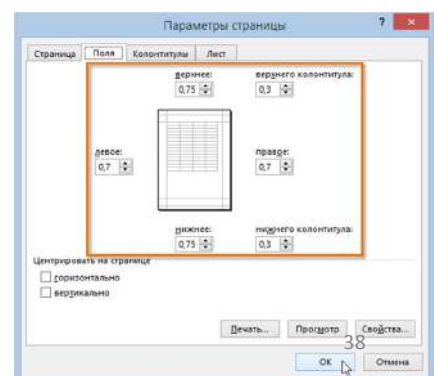 Параметры страницы ?
Страница Поля Колонтитулы Лист
верхнее: верхнего колонтитула:
0,75 0,3
левое: правое:
0,7 0,7
нижнее: нижнего колонтитула:
0,75 0,3
Центрировать на странице
горизонтально
вертикально
Печать... Просмотр Свойства...
38
ОК Отмена